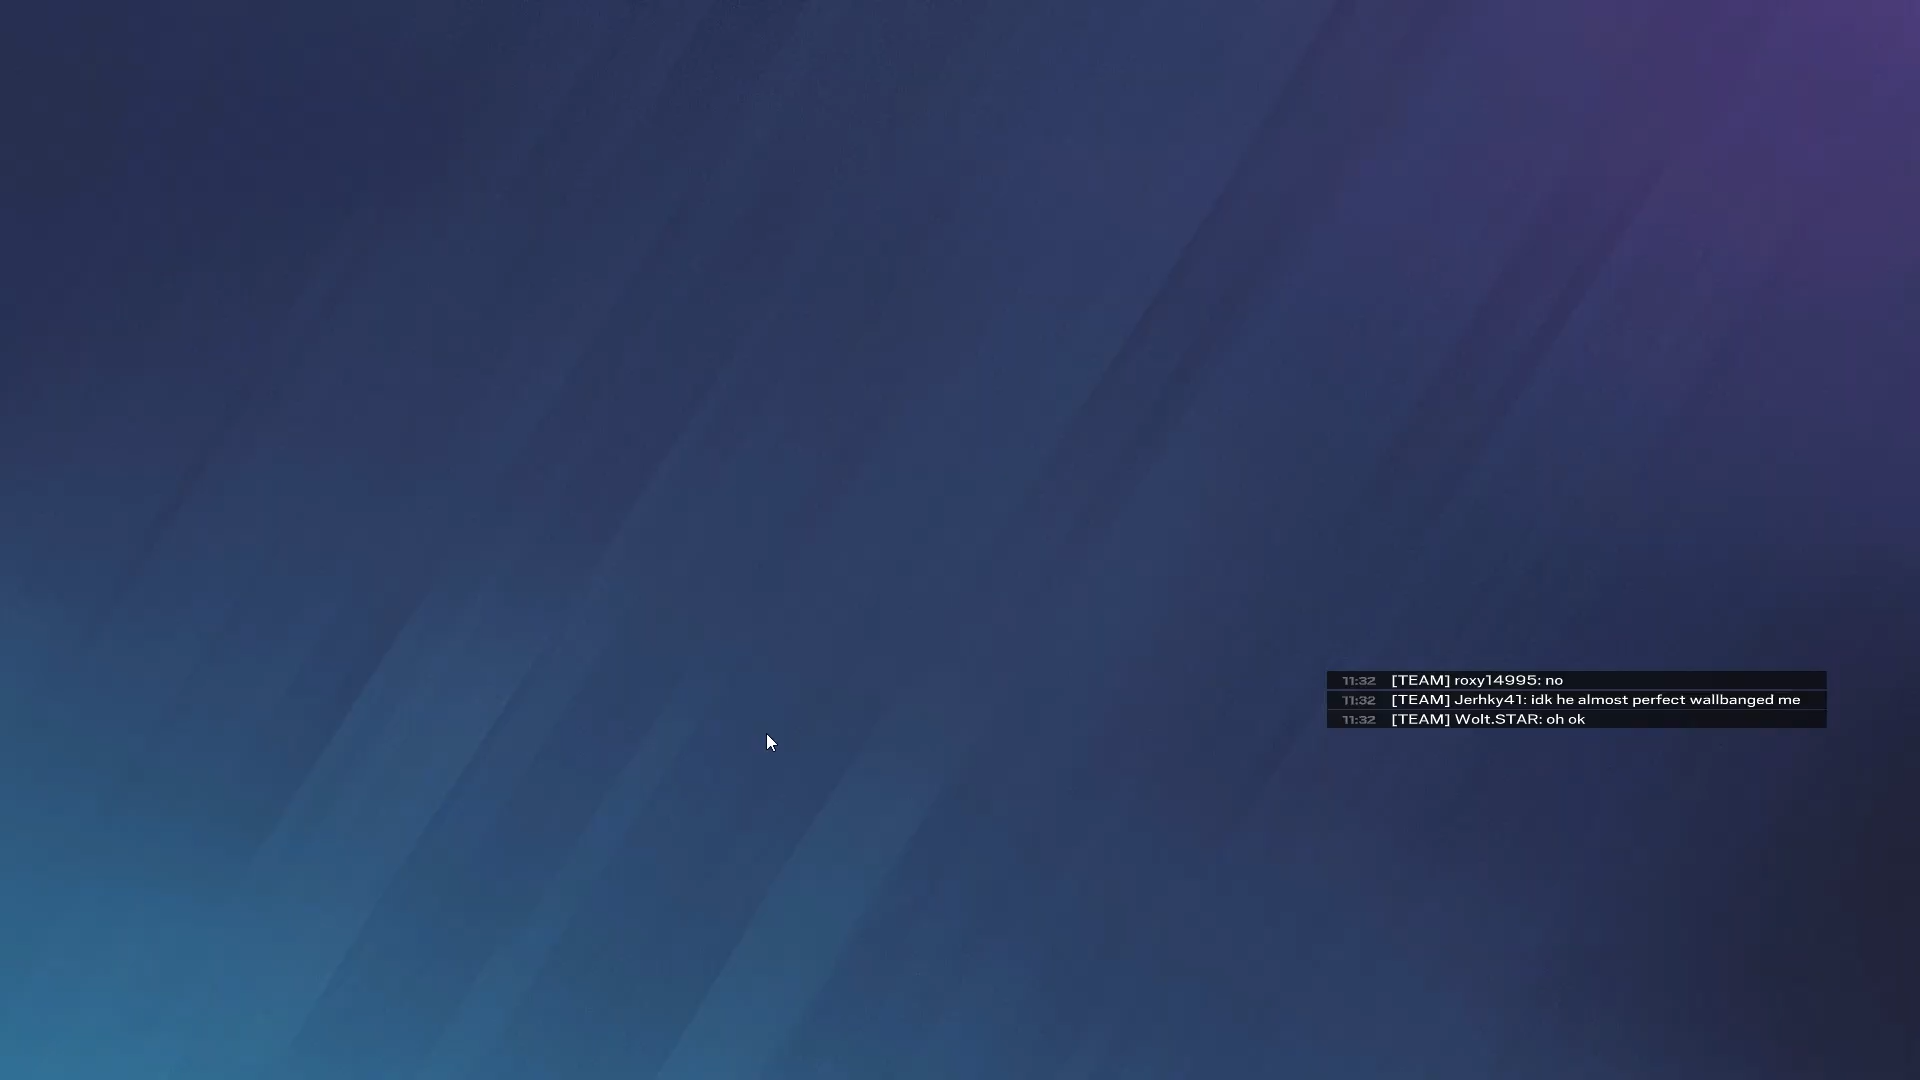 11:32 [TEAM] roxy14995: no
11:32 [TEAM] Jerhky41: idk he almost perfect wallbanged me
11:32 [TEAM] Wolt.STAR: oh ok